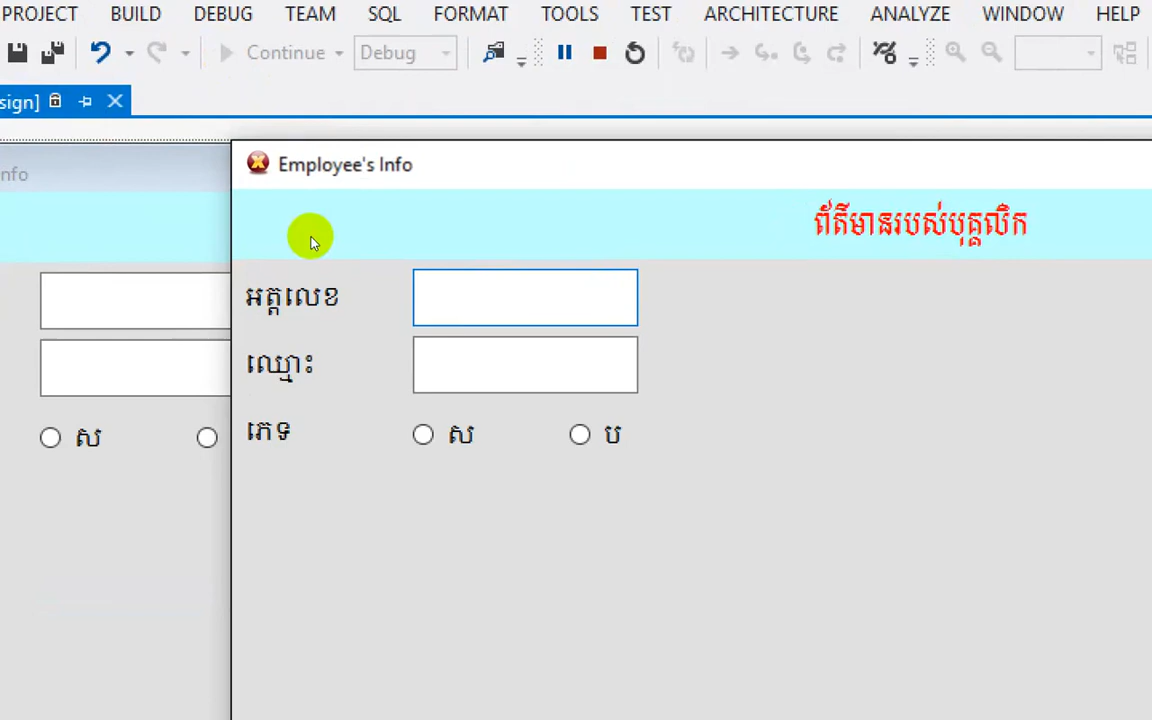 PROJECT BUILD DEBUG TEAM SQL FORMAT TOOLS TEST ARCHITECTURE ANALYZE WINDOW HELP
Continue Debug
sign]
nfo
Employee's Info
ព័ត៌មានរបស់បុគ្គលិក
អត្តលេខ
ឈ្មោះ
ភេទ ស ប
ស